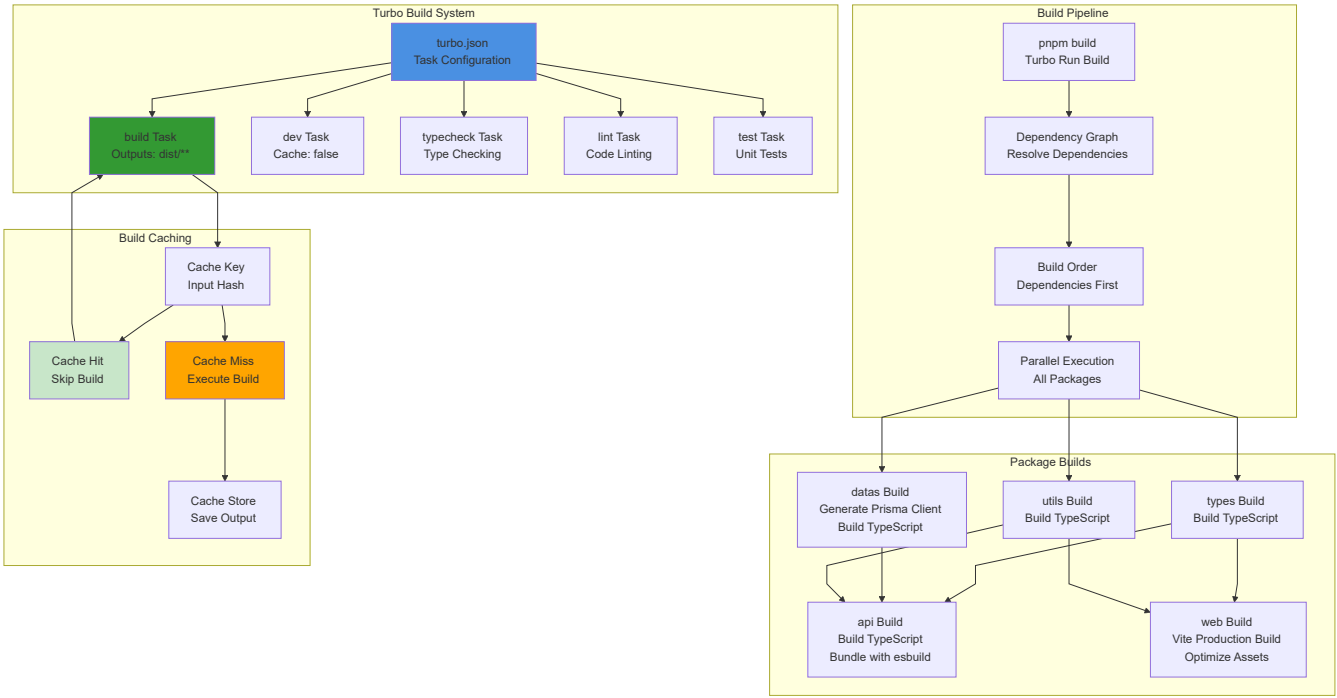 Turbo Build System
turbo.json
Task Configuration
build Task
Outputs: dist/**
dev Task
Cache: false
typecheck Task
Type Checking
lint Task
Code Linting
test Task
Unit Tests
Build Caching
Cache Key
Input Hash
Cache Hit
Skip Build
Cache Miss
Execute Build
Cache Store
Save Output
Build Pipeline
pnpm build
Turbo Run Build
Dependency Graph
Resolve Dependencies
Build Order
Dependencies First
Parallel Execution
All Packages
Package Builds
datas Build
Generate Prisma Client
Build TypeScript
utils Build
Build TypeScript
types Build
Build TypeScript
api Build
Build TypeScript
Bundle with esbuild
web Build
Vite Production Build
Optimize Assets